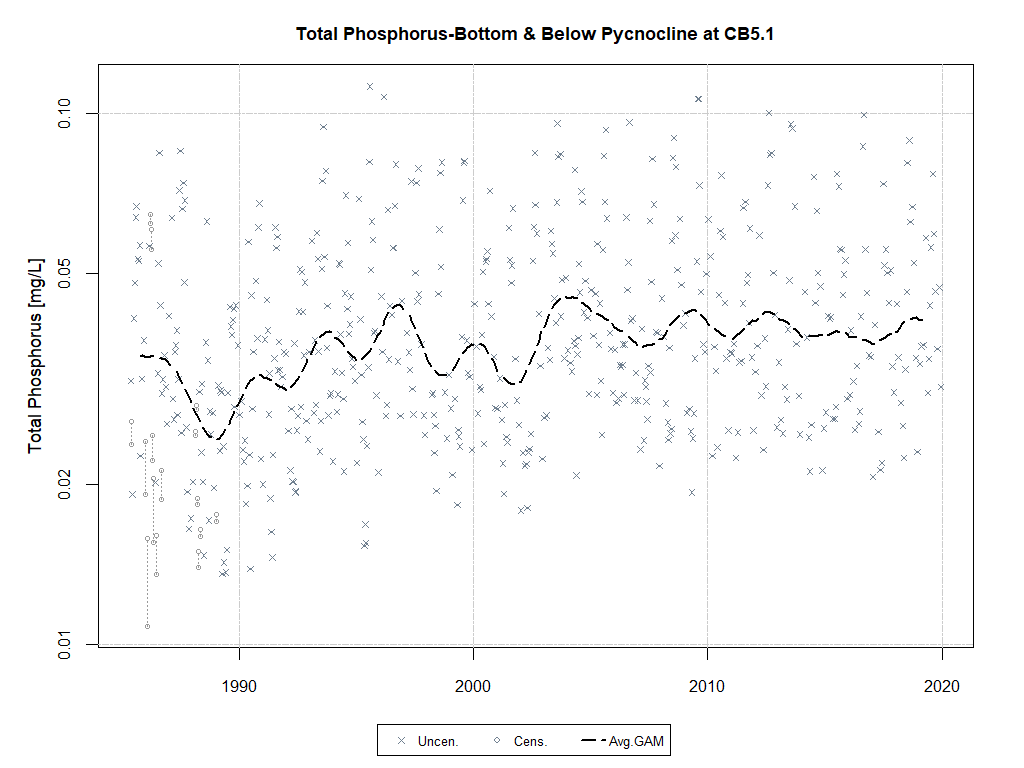 Total Phosphorus-Bottom & Below Pycnocline at CB5.1
Total Phosphorus [mg/L]
0.10
0.05
0.02
0.01
1990 2000 2010 2020
Uncen. Cens. Avg.GAM